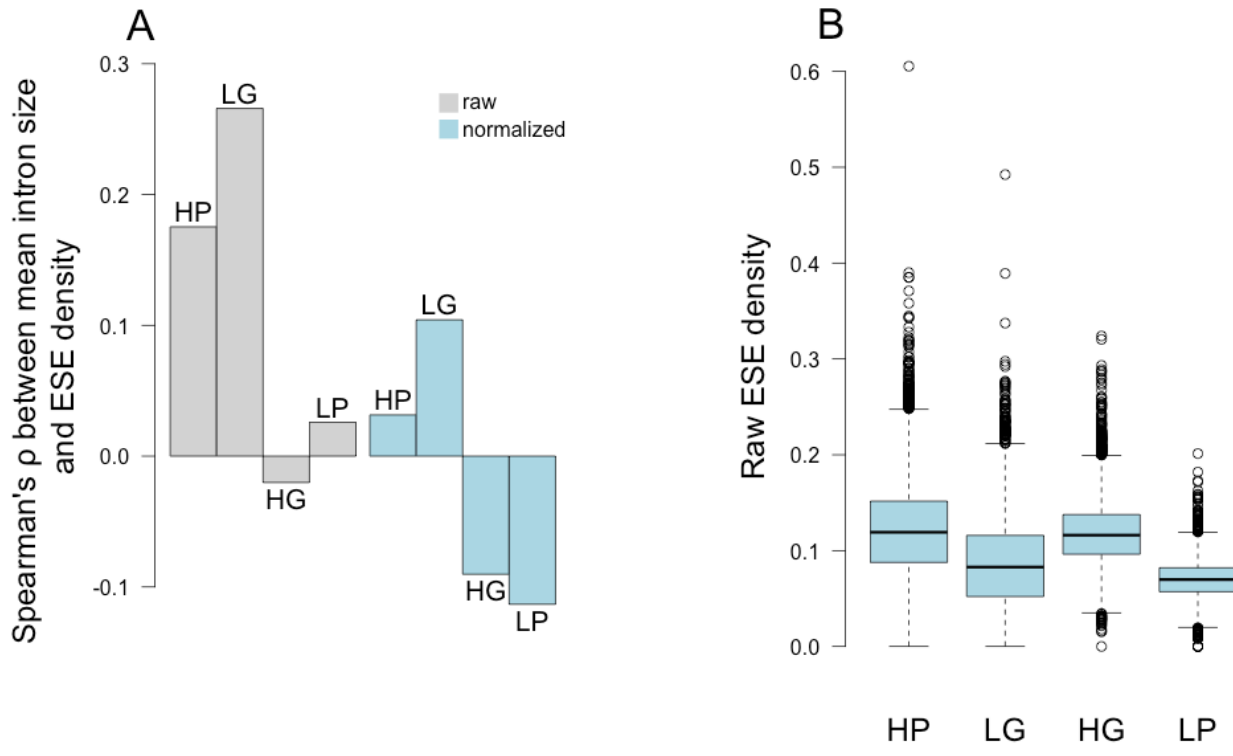 A
Spearman's ρ between mean intron size
and ESE density
0.3
0.2
0.1
0.0
-0.1
HP
LG
HG
LP
HP
LG
HG
LP
raw
normalized
B
Raw ESE density
0.6
0.5
0.4
0.3
0.2
0.1
0.0
HP
LG
HG
LP